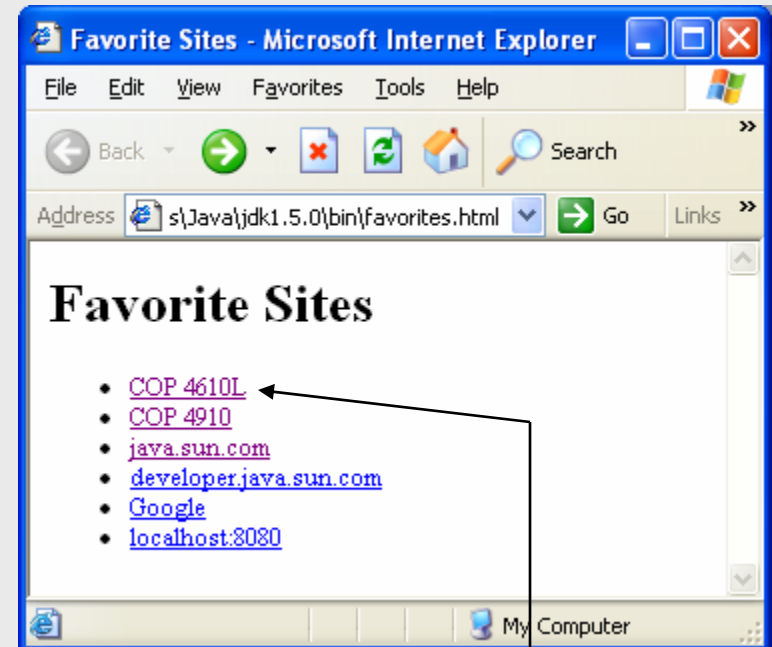 Favorite Sites - Microsoft Internet Explorer
File Edit View Favorites Tools Help
Back Search »
Address s\Java\jdk1.5.0\bin\favorites.html Go Links »
Favorite Sites
• COP 4610L
• COP 4910
• java.sun.com
• developer.java.sun.com
• Google
• localhost:8080
My Computer